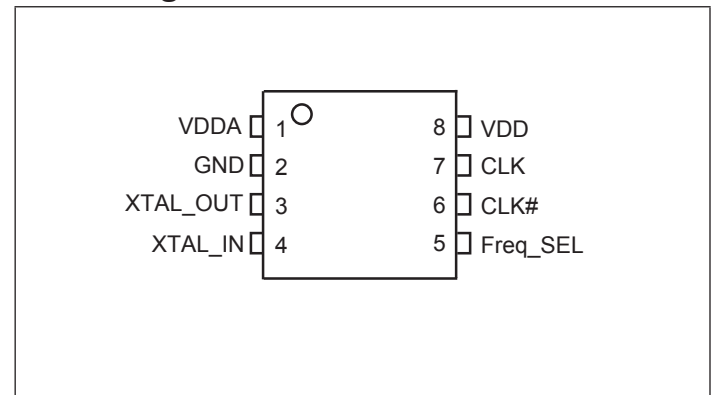 VDDA 1 8 VDD
GND 2 7 CLK
XTAL_OUT 3 6 CLK#
XTAL_IN 4 5 Freq_SEL